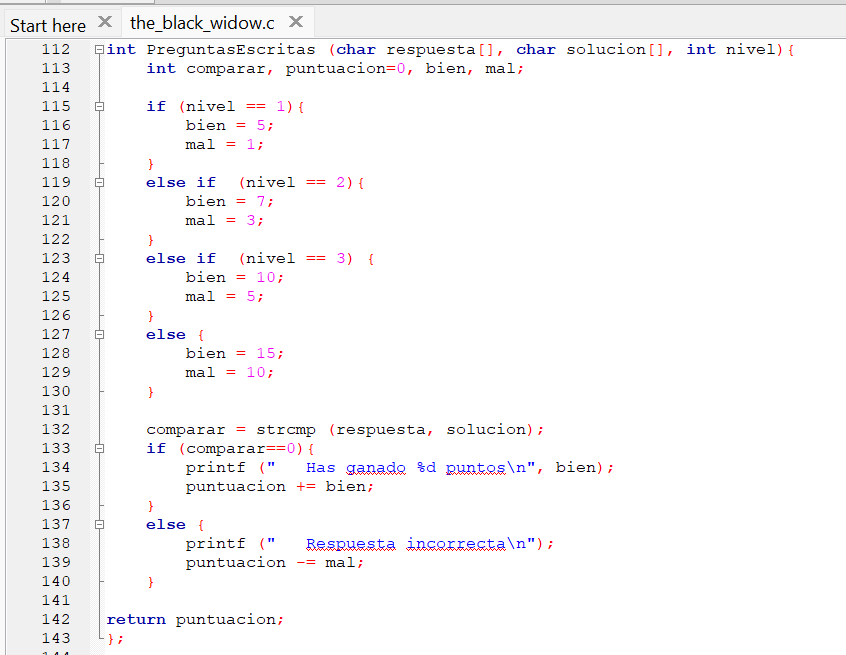 Start here the_black_widow.c
112 int PreguntasEscritas (char respuesta[], char solucion[], int nivel){
113 int comparar, puntuacion=0, bien, mal;
114
115 if (nivel == 1){
116 bien = 5;
117 mal = 1;
118 }
119 else if  (nivel == 2){
120 bien = 7;
121 mal = 3;
122 }
123 else if  (nivel == 3) {
124 bien = 10;
125 mal = 5;
126 }
127 else {
128 bien = 15;
129 mal = 10;
130 }
131
132 comparar = strcmp (respuesta, solucion);
133 if (comparar==0){
134 printf ("   Has ganado %d puntos\n", bien);
135 puntuacion += bien;
136 }
137 else {
138 printf ("   Respuesta incorrecta\n");
139 puntuacion -= mal;
140 }
141
142 return puntuacion;
143 };